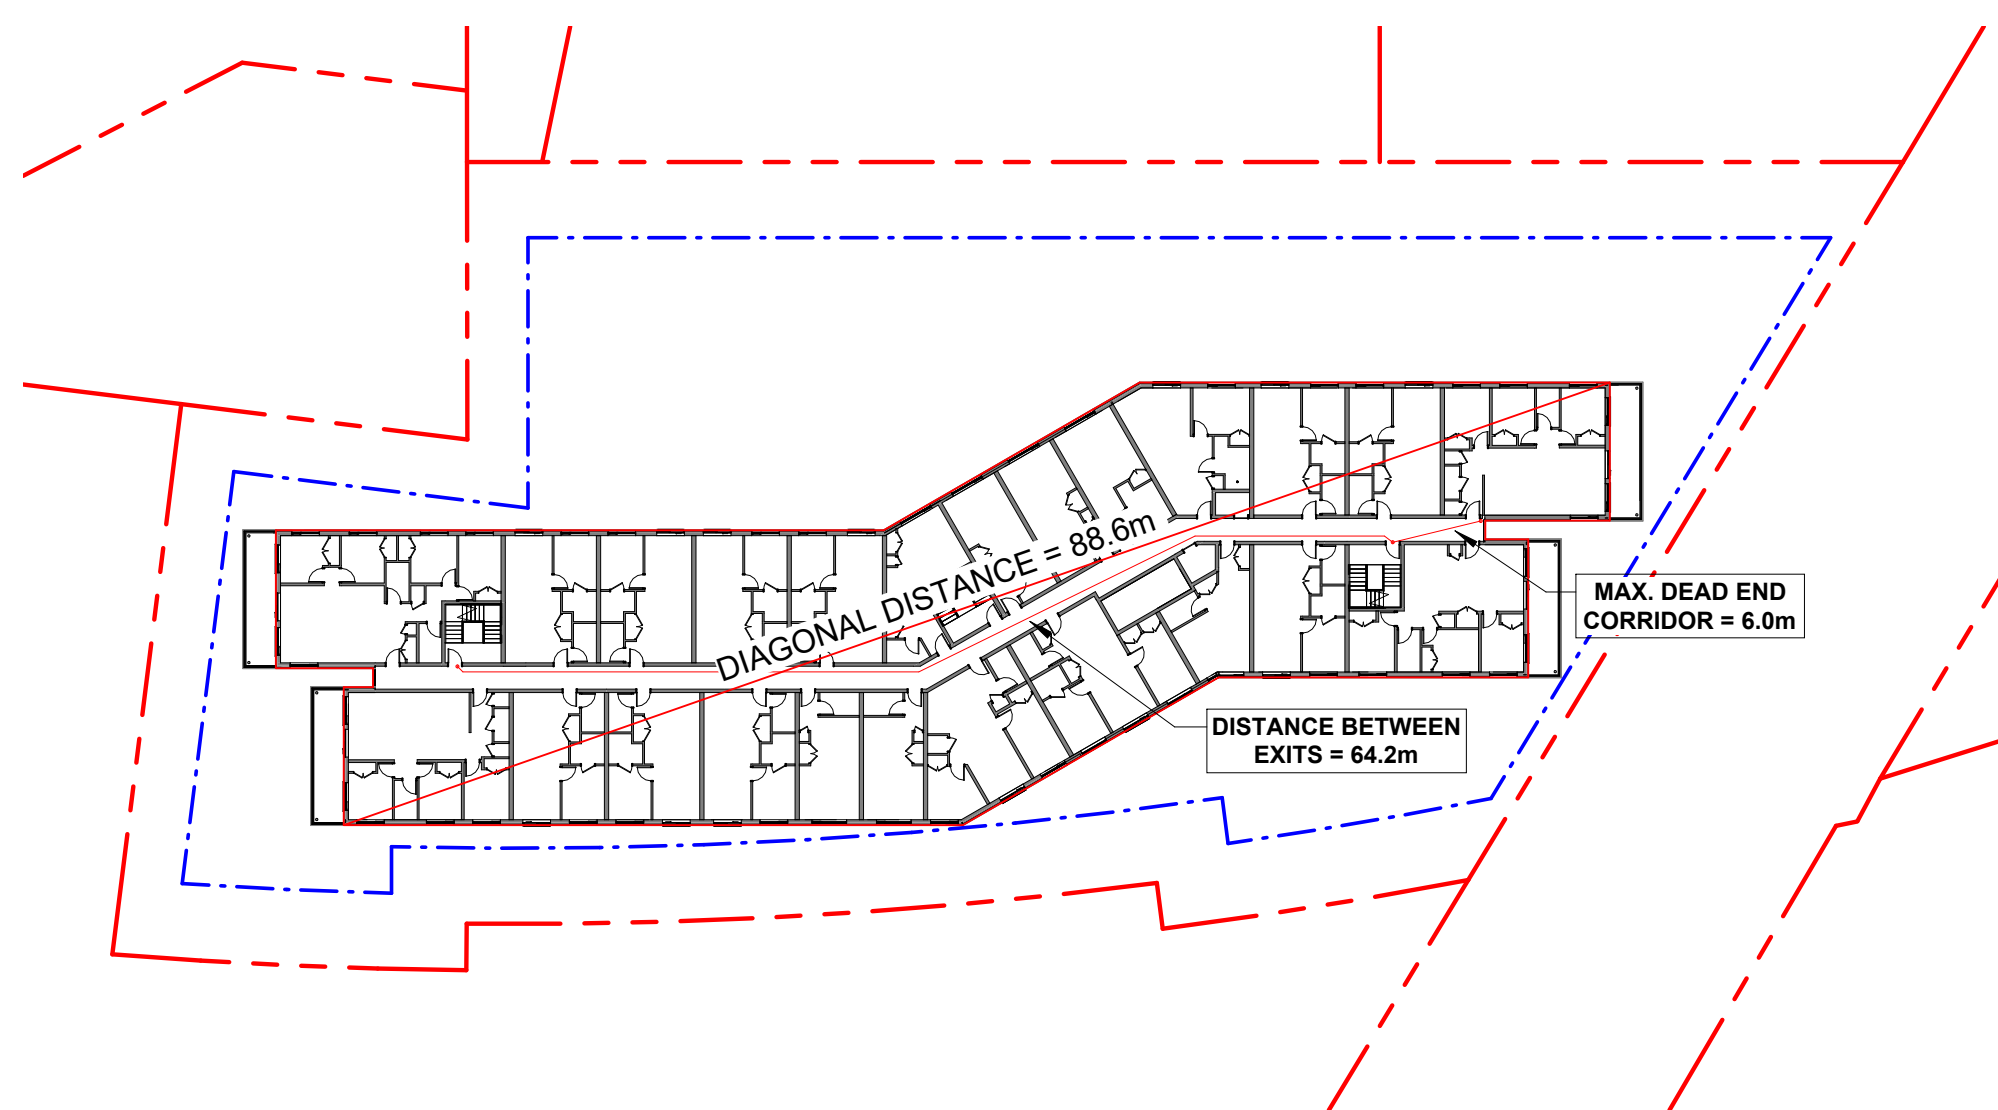 DIAGONAL DISTANCE = 88.6m
MAX. DEAD END
CORRIDOR = 6.0m
DISTANCE BETWEEN
EXITS = 64.2m